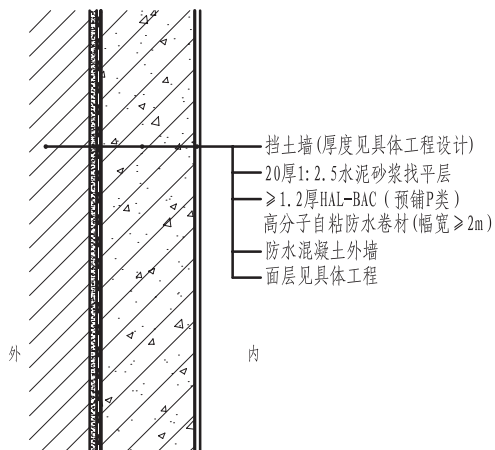 挡土墙(厚度见具体工程设计)
20厚1:2.5水泥砂浆找平层
≥1.2厚HAL-BAC（预铺P类）
高分子自粘防水卷材(幅宽≥2m)
防水混凝土外墙
面层见具体工程
外
内